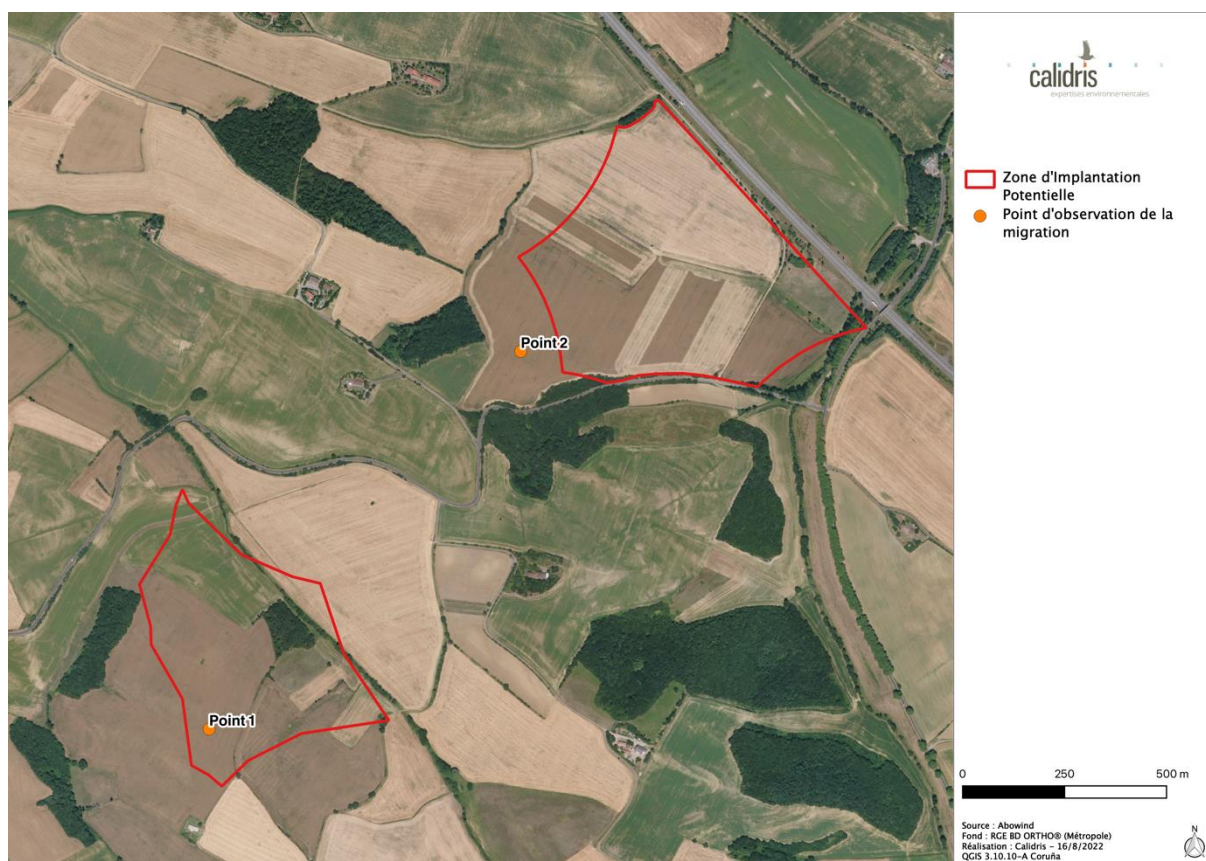 calidris
expertises environnementales
Zone d'Implantation
Potentielle
Point d'observation de la
migration
Point 2
Point 1
0 250 500 m
Source : Abowind
Fond : RGE BD ORTHO® (Métropole)
Réalisation : Calidris - 16/8/2022
QGIS 3.10.10-A Coruña
N